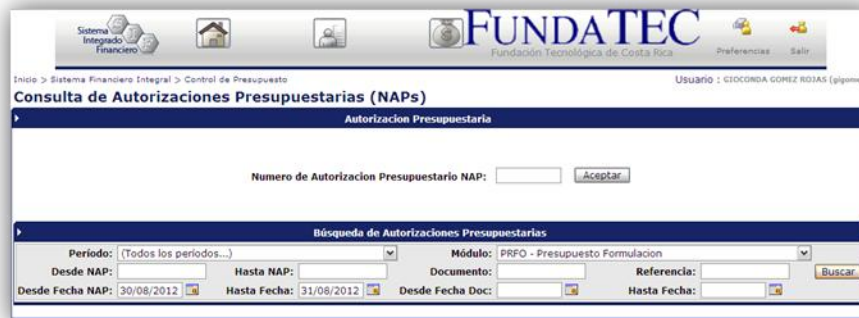 Sistema
Integrado
Financiero
FUNDATEC
Fundación Tecnológica de Costa Rica
Preferencias
Salir
Inicio > Sistema Financiero Integral > Control de Presupuesto
Usuario : GIOCONDA GOMEZ ROJAS
Consulta de Autorizaciones Presupuestarias (NAPs)
Autorizacion Presupuestaria
Numero de Autorizacion Presupuestario NAP: Aceptar
Búsqueda de Autorizaciones Presupuestarias
Período: (Todos los períodos...) Módulo: PRFO - Presupuesto Formulacion
Desde NAP: Hasta NAP: Documento: Referencia: Buscar
Desde Fecha NAP: 30/08/2012 Hasta Fecha: 31/08/2012 Desde Fecha Doc: Hasta Fecha: